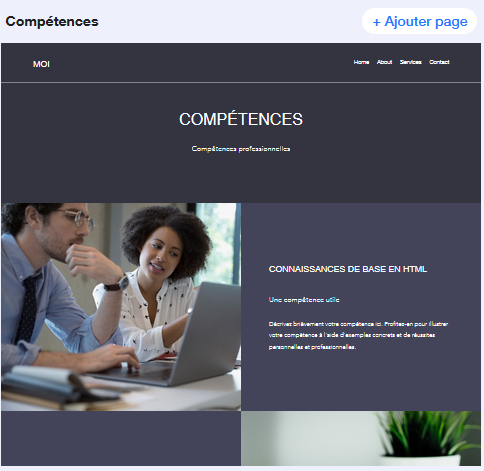 Compétences
+ Ajouter page
MOI
Home About Services Contact
COMPÉTENCES
Compétences professionnelles
CONNAISSANCES DE BASE EN HTML
Une compétence utile
Décrivez brièvement votre compétence ici. Profitez-en pour illustrer
votre compétence à l'aide d'exemples concrets et de réussites
personnelles et professionnelles.